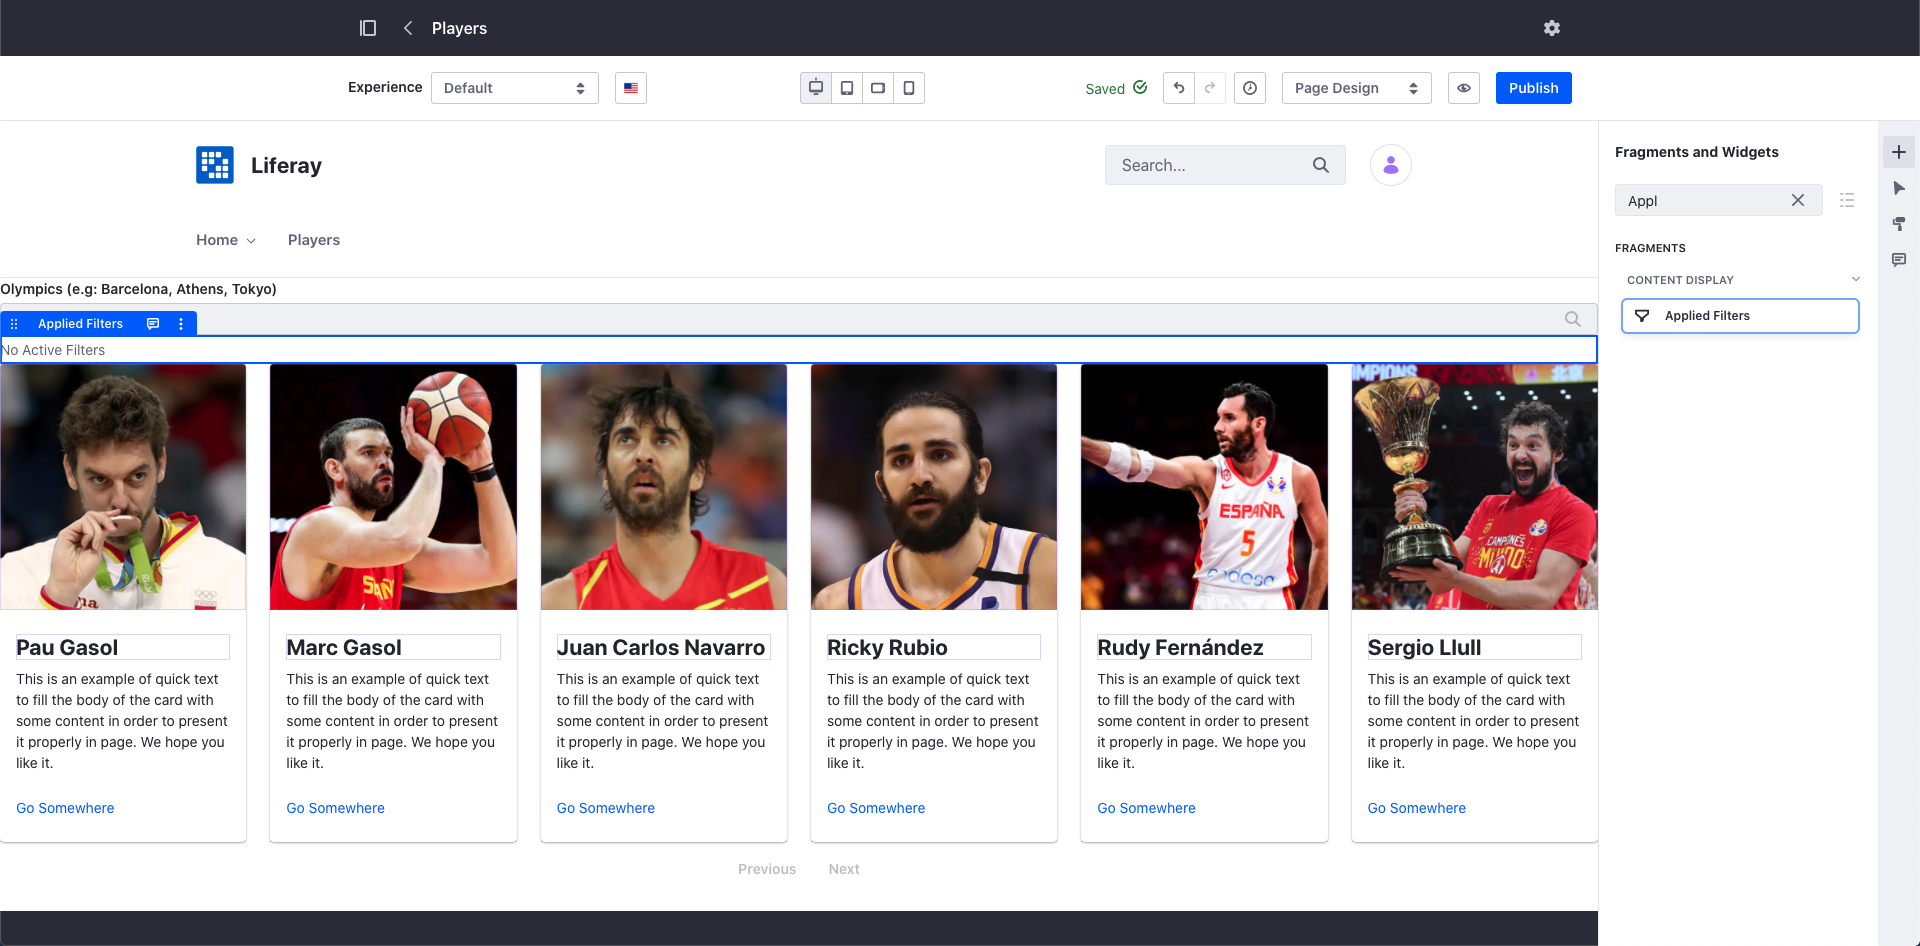 Players
Experience
Default
Saved
Page Design
Publish
Liferay
Search...
Home
Players
Olympics (e.g: Barcelona, Athens, Tokyo)
Applied Filters
No Active Filters
ESPAÑA
5
CAMPEONES
MUNDO
Pau Gasol
This is an example of quick text
to fill the body of the card with
some content in order to present
it properly in page. We hope you
like it.
Go Somewhere
Marc Gasol
This is an example of quick text
to fill the body of the card with
some content in order to present
it properly in page. We hope you
like it.
Go Somewhere
Juan Carlos Navarro
This is an example of quick text
to fill the body of the card with
some content in order to present
it properly in page. We hope you
like it.
Go Somewhere
Ricky Rubio
This is an example of quick text
to fill the body of the card with
some content in order to present
it properly in page. We hope you
like it.
Go Somewhere
Rudy Fernández
This is an example of quick text
to fill the body of the card with
some content in order to present
it properly in page. We hope you
like it.
Go Somewhere
Sergio Llull
This is an example of quick text
to fill the body of the card with
some content in order to present
it properly in page. We hope you
like it.
Go Somewhere
Previous
Next
Fragments and Widgets
Appl
FRAGMENTS
CONTENT DISPLAY
Applied Filters